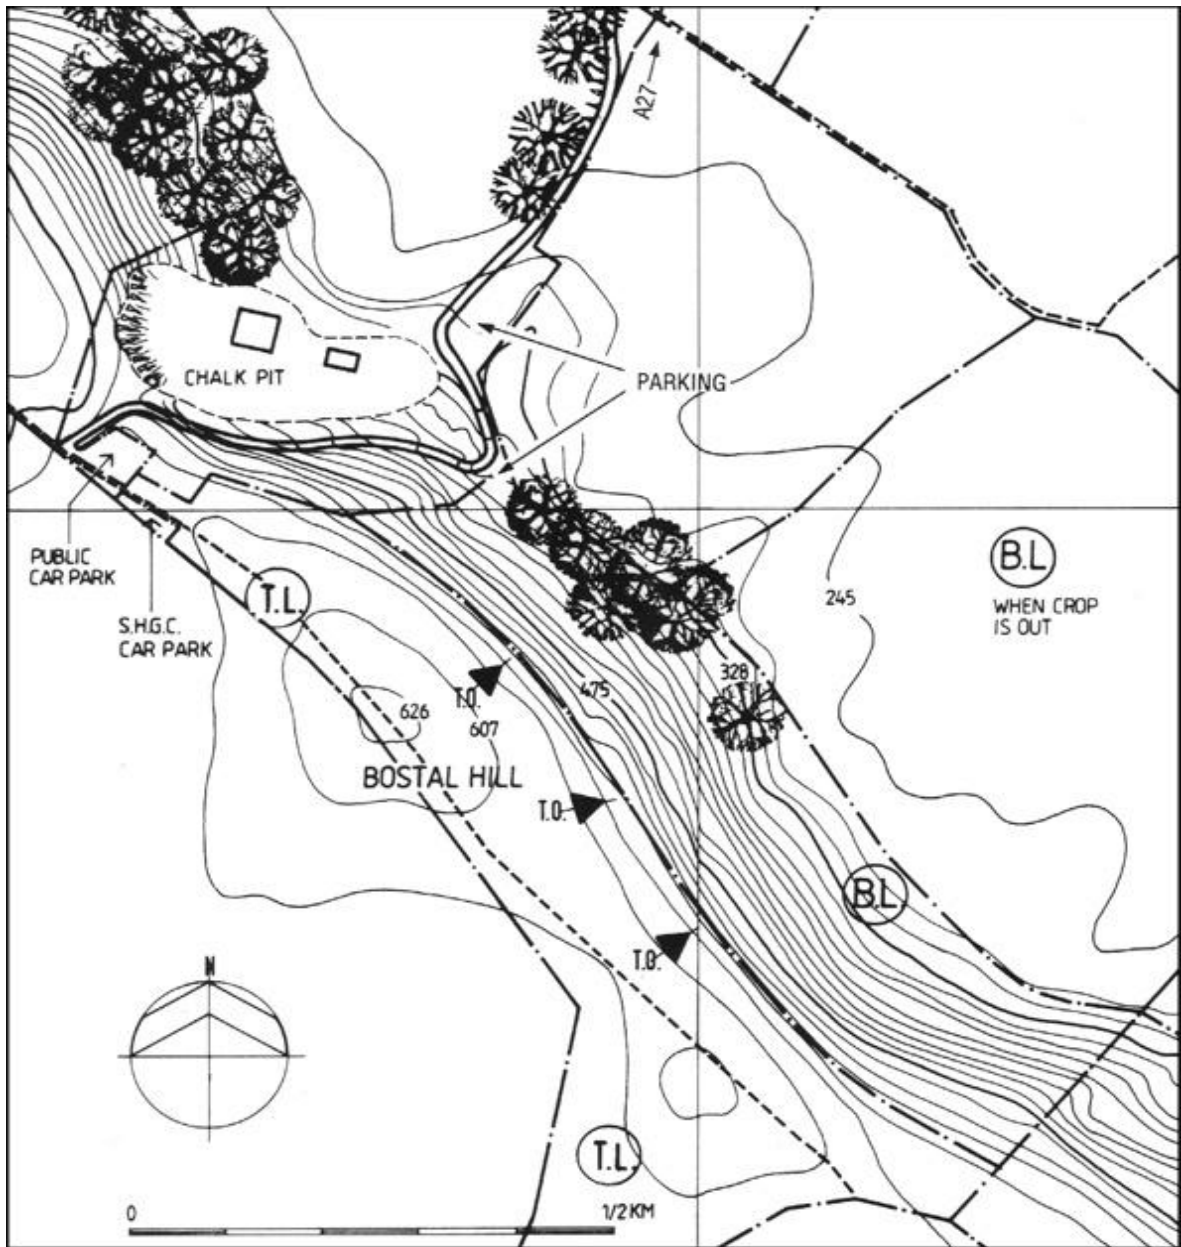 A27
PARKING
CHALK PIT
PUBLIC
CAR PARK
S.H.G.C.
CAR PARK
T.L.
B.L
WHEN CROP
IS OUT
245
328
475
T.O.
626
607
BOSTAL HILL
T.O.
B.L.
T.O.
N
T.L.
0
1/2 KM